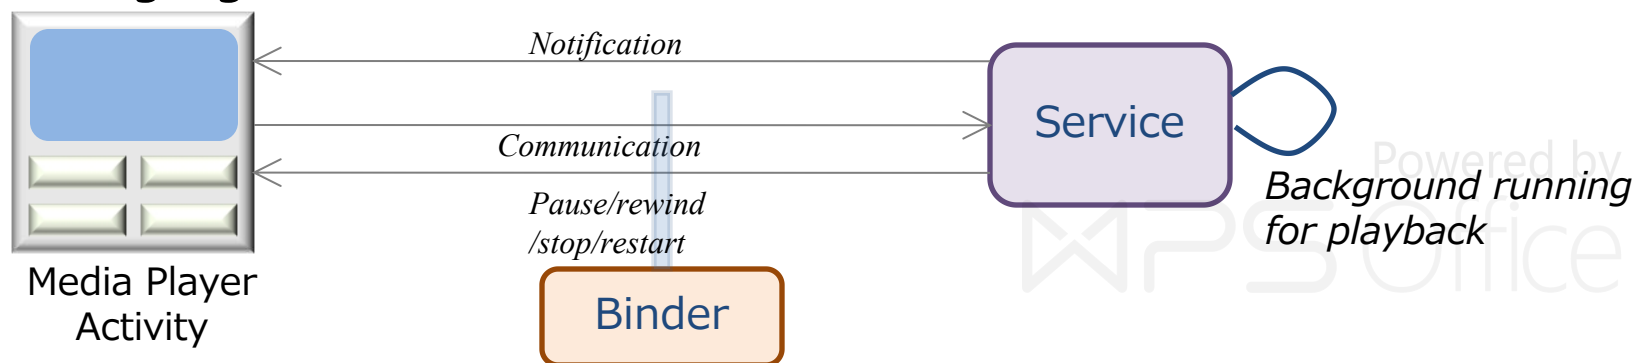 Notification
Service
Communication
Powered by
WPS Office
Background running
for playback
Pause/rewind
/stop/restart
Media Player
Activity
Binder